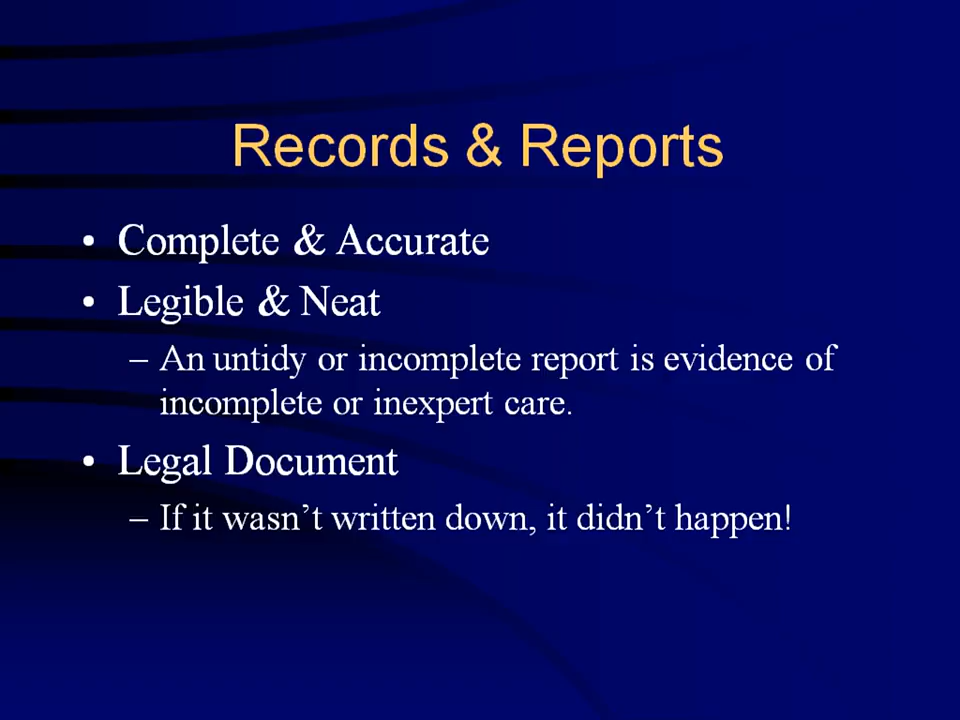 Records & Reports
• Complete & Accurate
• Legible & Neat
– An untidy or incomplete report is evidence of
incomplete or inexpert care.
• Legal Document
– If it wasn’t written down, it didn’t happen!